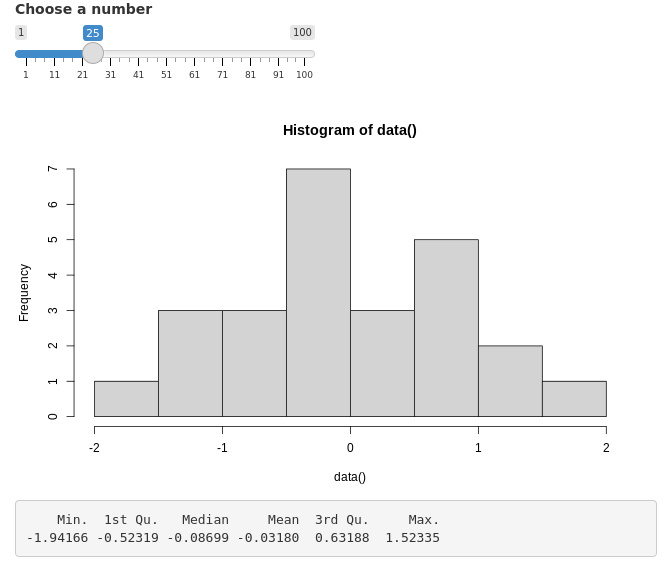 Choose a number
1 25 100
1 11 21 31 41 51 61 71 81 91 100
Histogram of data()
Frequency
7
6
5
4
3
2
1
0
-2 -1 0 1 2
data()
Min. 1st Qu. Median Mean 3rd Qu. Max.
-1.94166 -0.52319 -0.08699 -0.03180 0.63188 1.52335